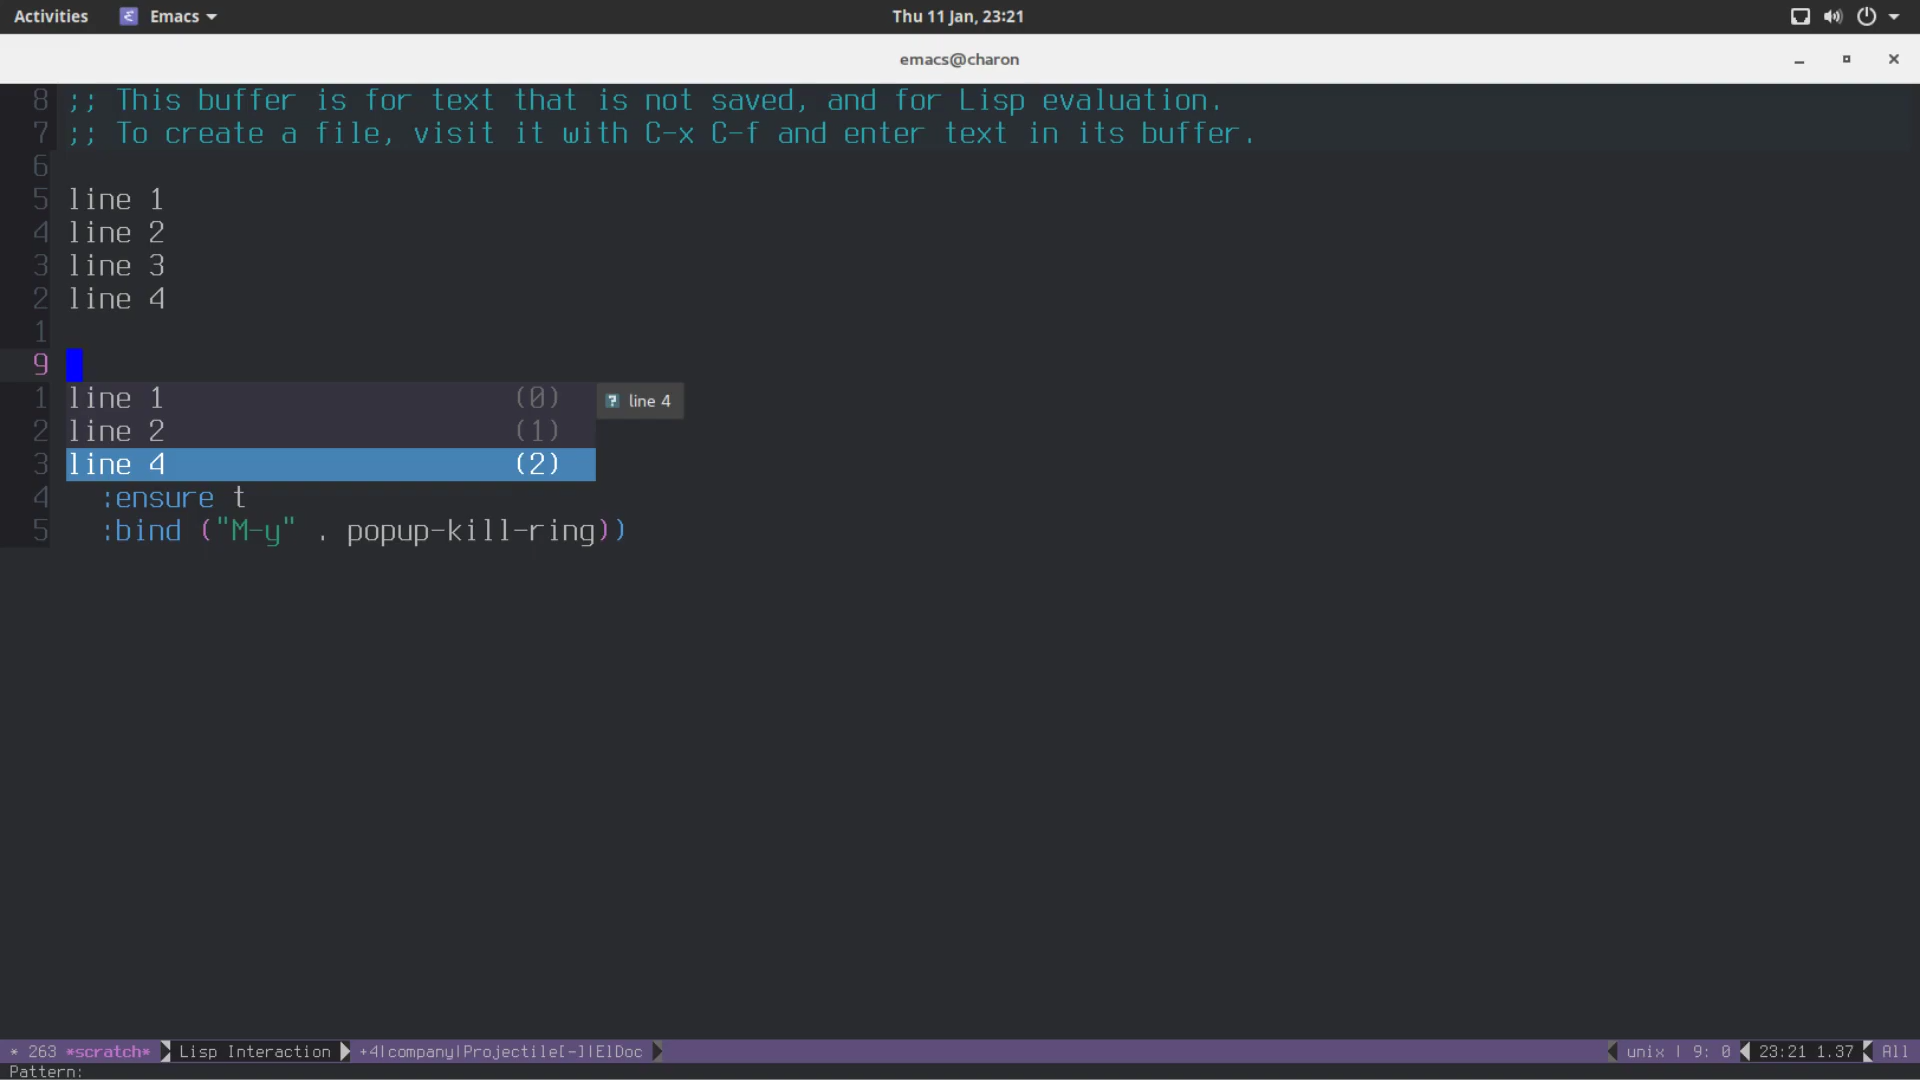 Activities Emacs Thu 11 Jan, 23:21
emacs@charon
8 ;; This buffer is for text that is not saved, and for Lisp evaluation.
7 ;; To create a file, visit it with C-x C-f and enter text in its buffer.
6
5 line 1
4 line 2
3 line 3
2 line 4
1
9
1 line 1 (0) ? line 4
2 line 2 (1)
3 line 4 (2)
4 :ensure t
5 :bind ("M-y" . popup-kill-ring))
* 263 *scratch* Lisp Interaction +4|company|Projectile[-]|ElDoc unix | 9: 0 23:21 1.37 All
Pattern: